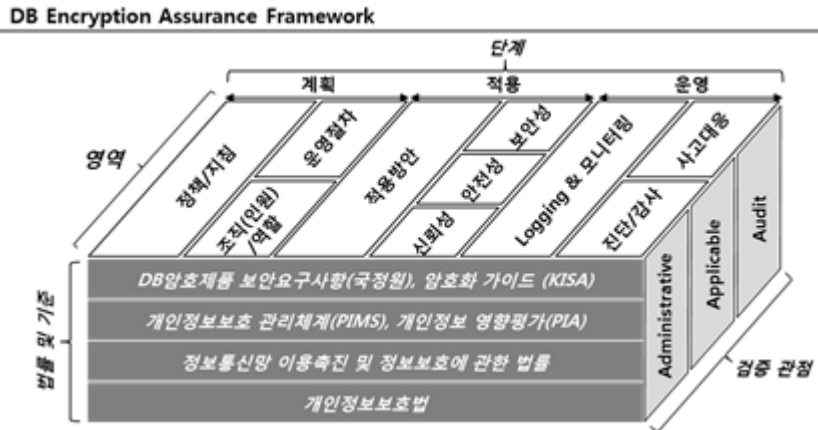 DB Encryption Assurance Framework
단계
계획
적용
운영
영역
정책/지침
운영절차
조직(인원)
/역할
적용방안
보안성
안전성
신뢰성
Logging & 모니터링
사고대응
진단/감사
법률 및 기준
DB암호제품 보안요구사항(국정원), 암호화 가이드 (KISA)
개인정보보호 관리체계(PIMS), 개인정보 영향평가(PIA)
정보통신망 이용촉진 및 정보보호에 관한 법률
개인정보보호법
Administrative
Applicable
Audit
검증 관점